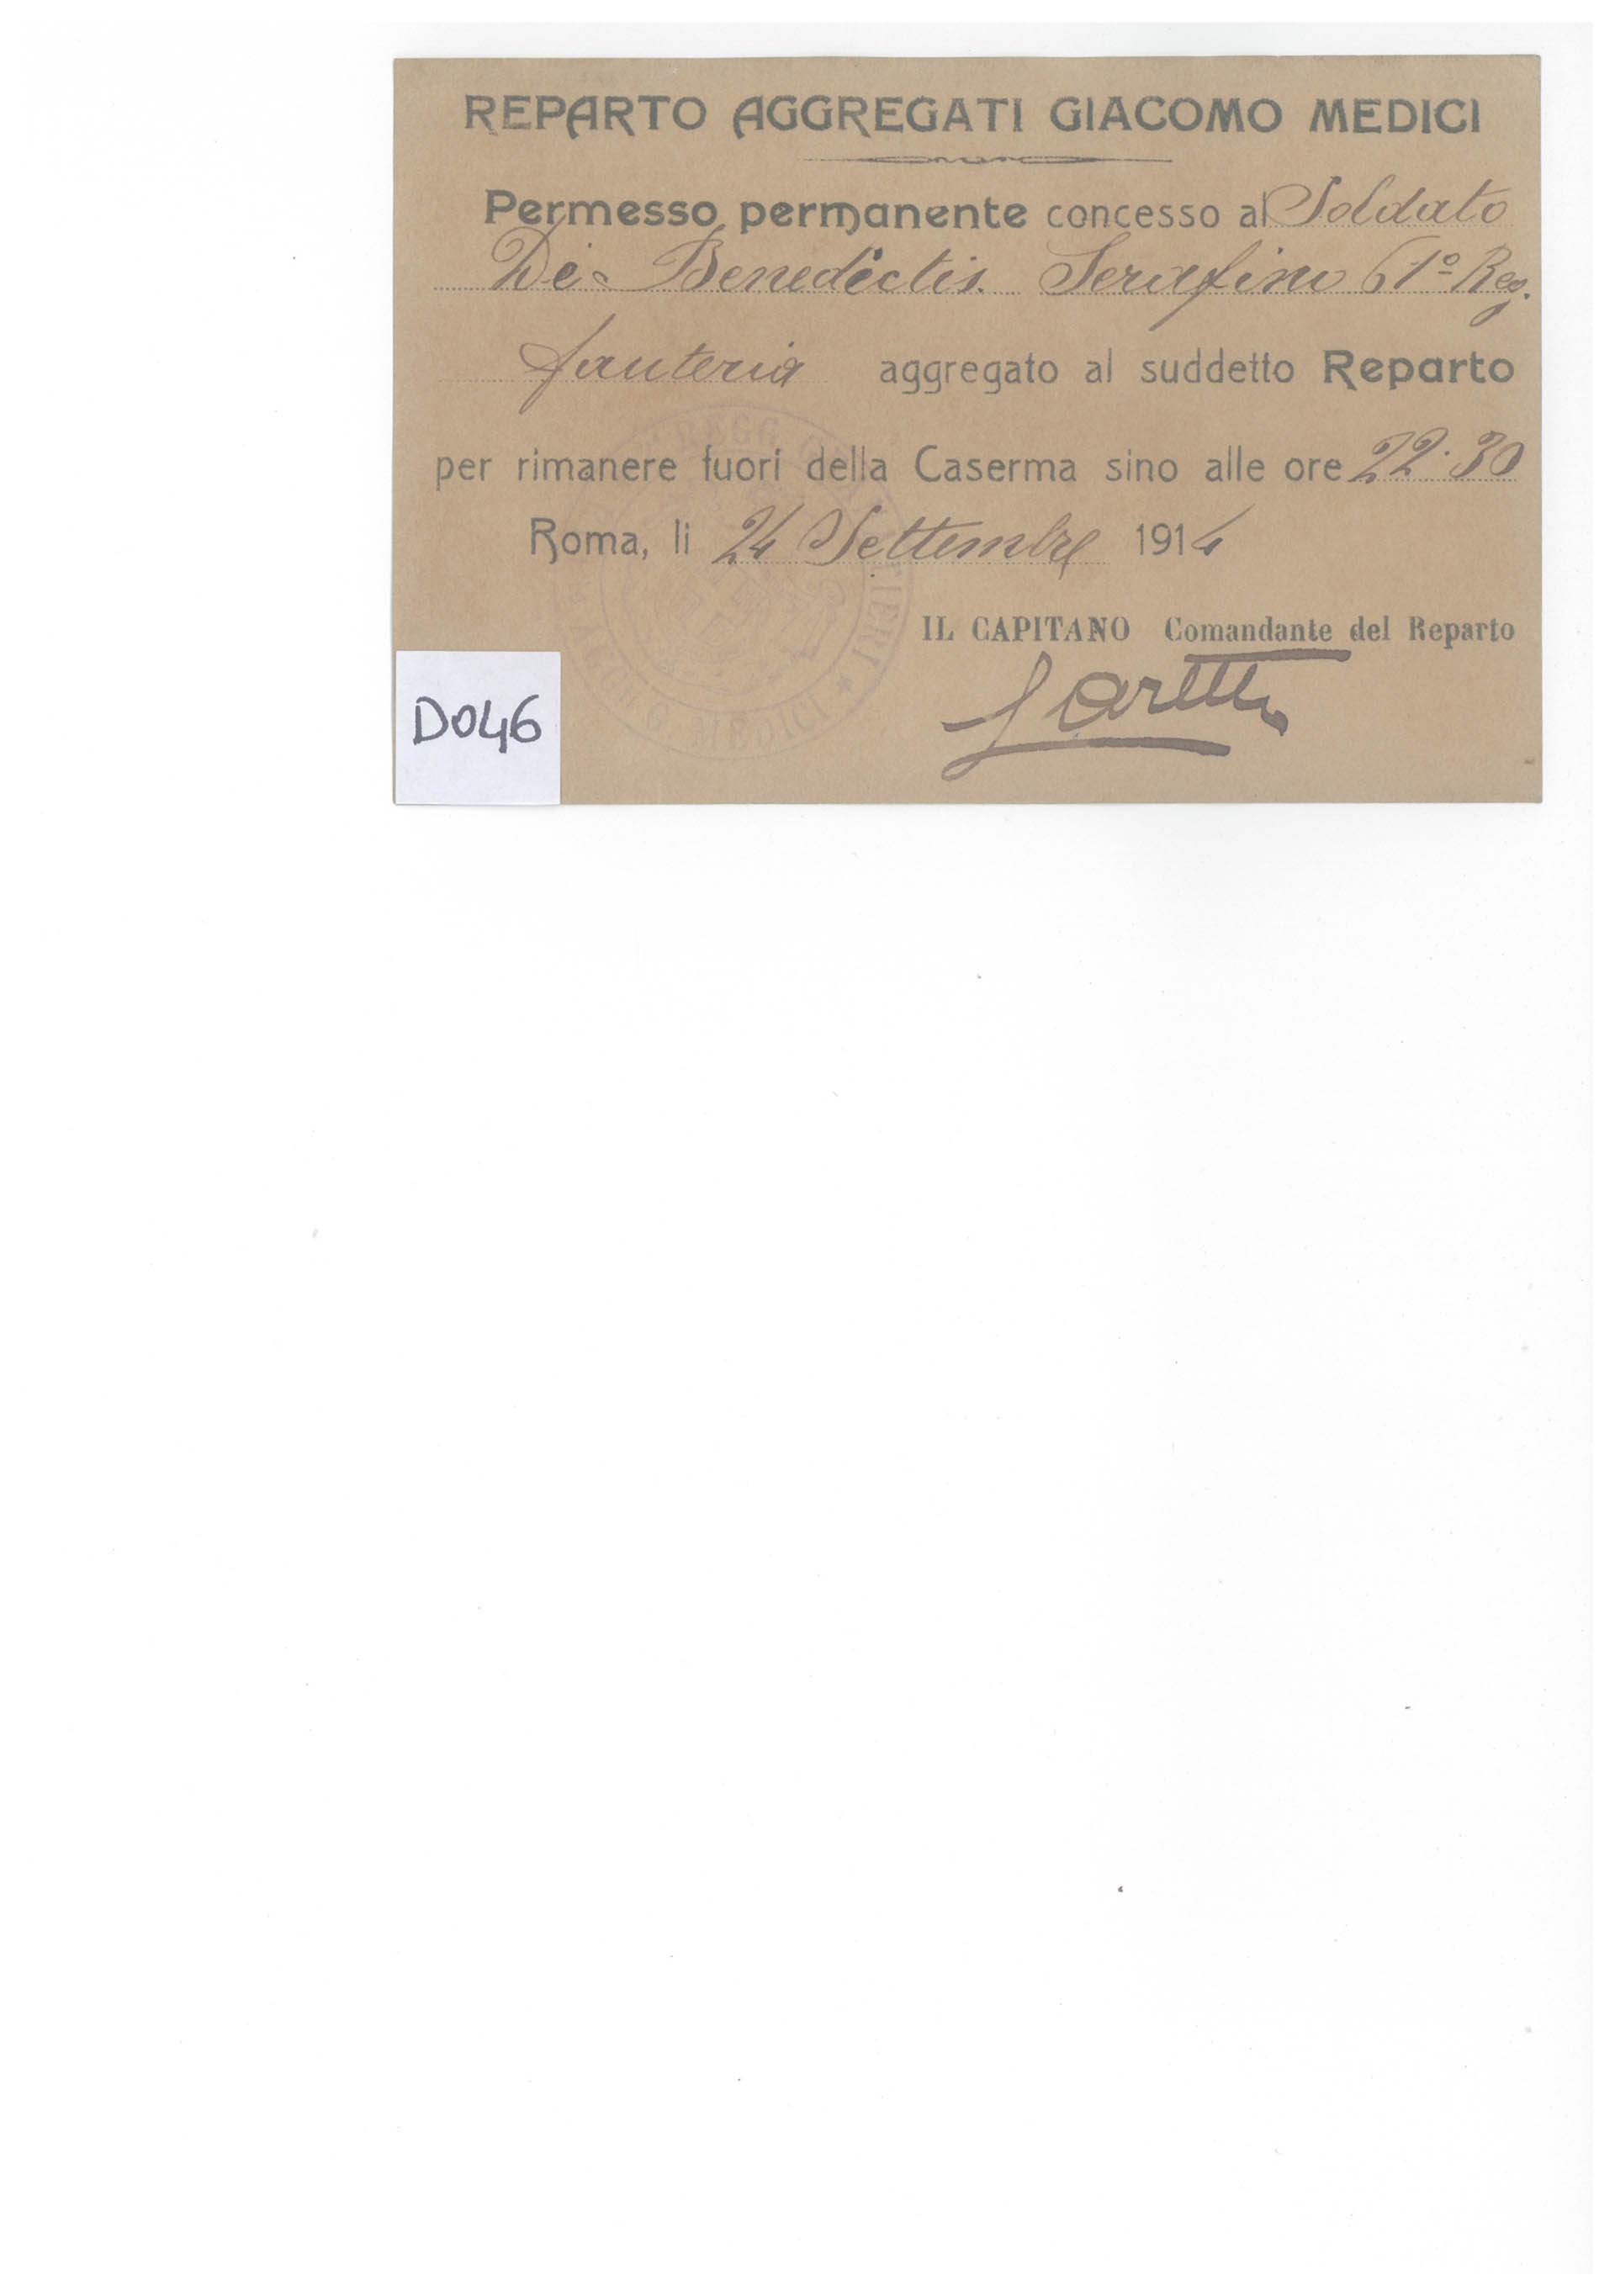 REPARTO AGGREGATI GIACOMO MEDICI
Permesso permanente concesso al Soldato
De Benedictis Serafino 61º Reg.
fanteria aggregato al suddetto Reparto
per rimanere fuori della Caserma sino alle ore 22.30
Roma, li 24 Settembre 1914
IL CAPITANO Comandante del Reparto
G. MEDICI
D046